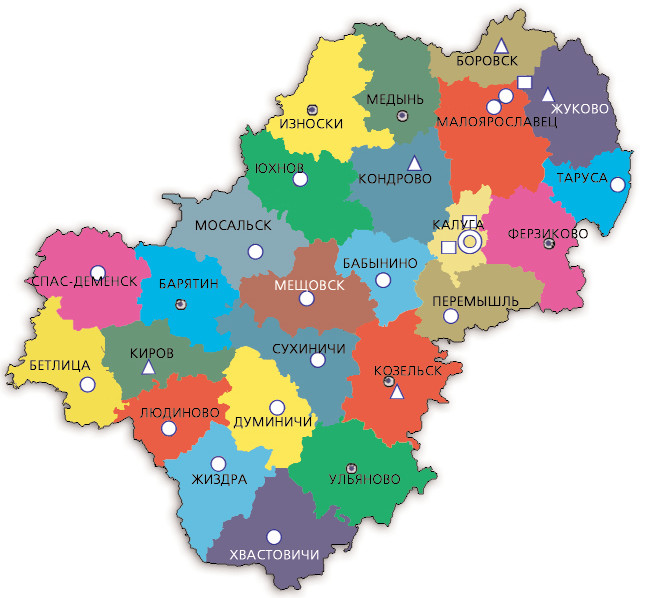 БОРОВСК
МЕДЫНЬ
ЖУКОВО
ИЗНОСКИ
МАЛОЯРОСЛАВЕЦ
ЮХНОВ
КОНДРОВО
ТАРУСА
МОСАЛЬСК
КАЛУГА
ФЕРЗИКОВО
БАБЫНИНО
СПАС-ДЕМЕНСК
БАРЯТИН
МЕЩОВСК
ПЕРЕМЫШЛЬ
БЕТЛИЦА
КИРОВ
СУХИНИЧИ
КОЗЕЛЬСК
ЛЮДИНОВО
ДУМИНИЧИ
ЖИЗДРА
УЛЬЯНОВО
ХВАСТОВИЧИ